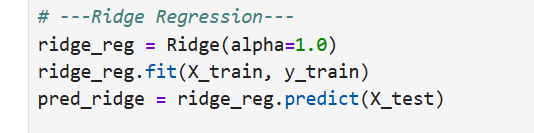 # ---Ridge Regression---
ridge_reg = Ridge(alpha=1.0)
ridge_reg.fit(X_train, y_train)
pred_ridge = ridge_reg.predict(X_test)